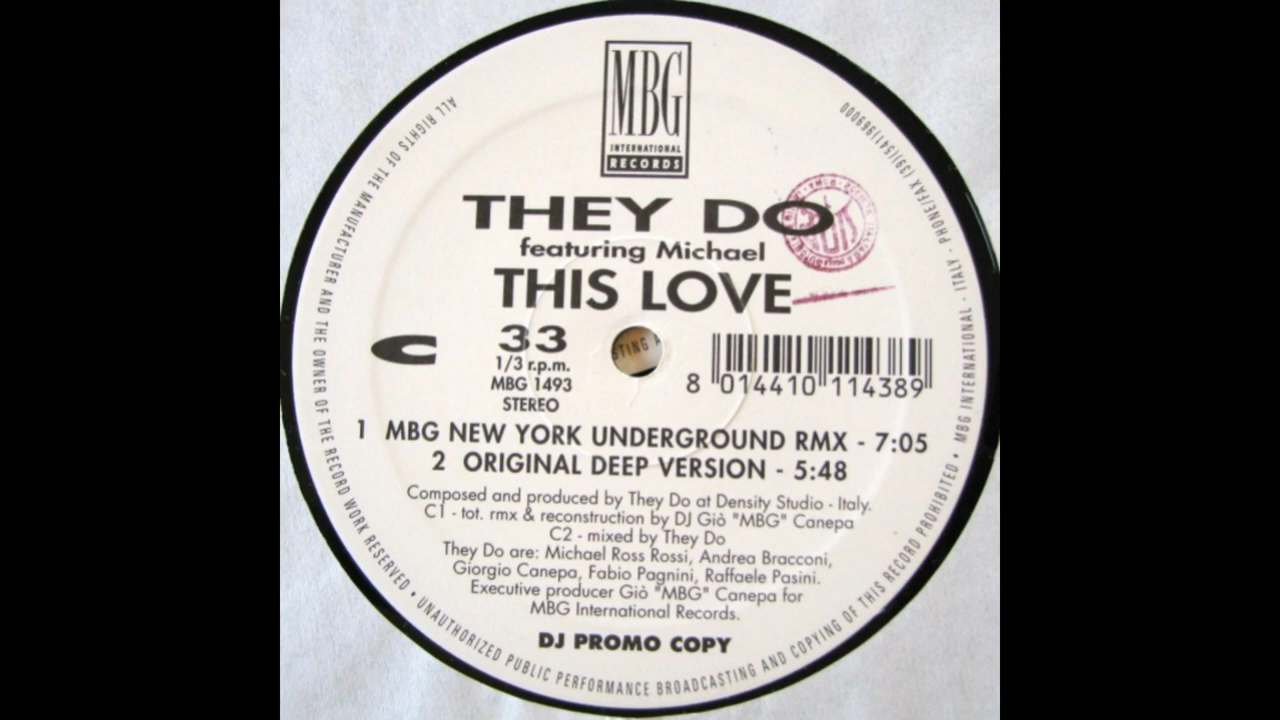 MBG
INTERNATIONAL
RECORDS
THEY DO
featuring Michael
THIS LOVE
C
33
1/3 r.p.m.
MBG 1493
STEREO
STING A
8 014410 114389
1 MBG NEW YORK UNDERGROUND RMX - 7:05
2 ORIGINAL DEEP VERSION - 5:48
Composed and produced by They Do at Density Studio - Italy.
C1 - tot. rmx & reconstruction by DJ Giò "MBG" Canepa
C2 - mixed by They Do
They Do are: Michael Ross Rossi, Andrea Bracconi,
Giorgio Canepa, Fabio Pagnini, Raffaele Pasini.
Executive producer Giò "MBG" Canepa for
MBG International Records.
DJ PROMO COPY
ALL RIGHTS OF THE MANUFACTURER AND THE OWNER OF THE RECORD WORK RESERVED • UNAUTHORIZED PUBLIC PERFORMANCE BROADCASTING AND COPYING OF THIS RECORD PROHIBITED • MBG INTERNATIONAL - ITALY - PHONE/FAX (39)(541)969000